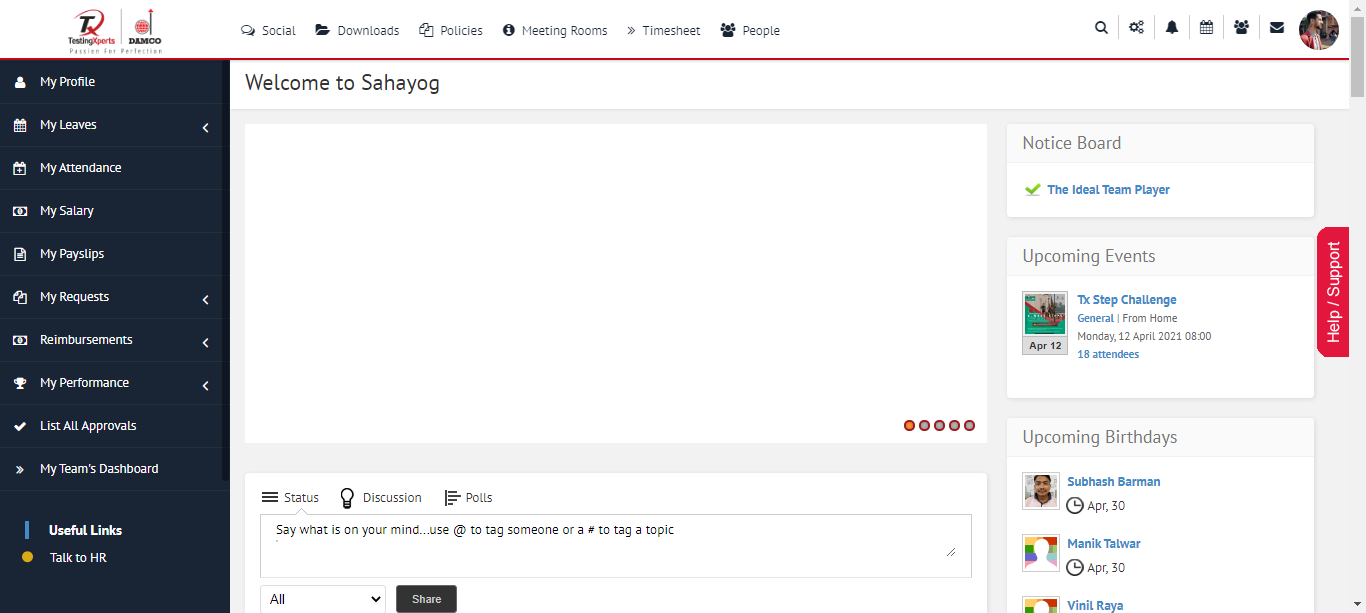 Tx
TestingXperts DAMCO
Passion For Perfection
Social Downloads Policies Meeting Rooms Timesheet People
My Profile
My Leaves
My Attendance
My Salary
My Payslips
My Requests
Reimbursements
My Performance
List All Approvals
My Team's Dashboard
Useful Links
Talk to HR
Welcome to Sahayog
Status Discussion Polls
Say what is on your mind...use @ to tag someone or a # to tag a topic
All Share
Notice Board
The Ideal Team Player
Upcoming Events
Tx Step Challenge
General | From Home
Monday, 12 April 2021 08:00
Apr 12
18 attendees
Upcoming Birthdays
Subhash Barman
Apr, 30
Manik Talwar
Apr, 30
Vinil Raya
Help / Support